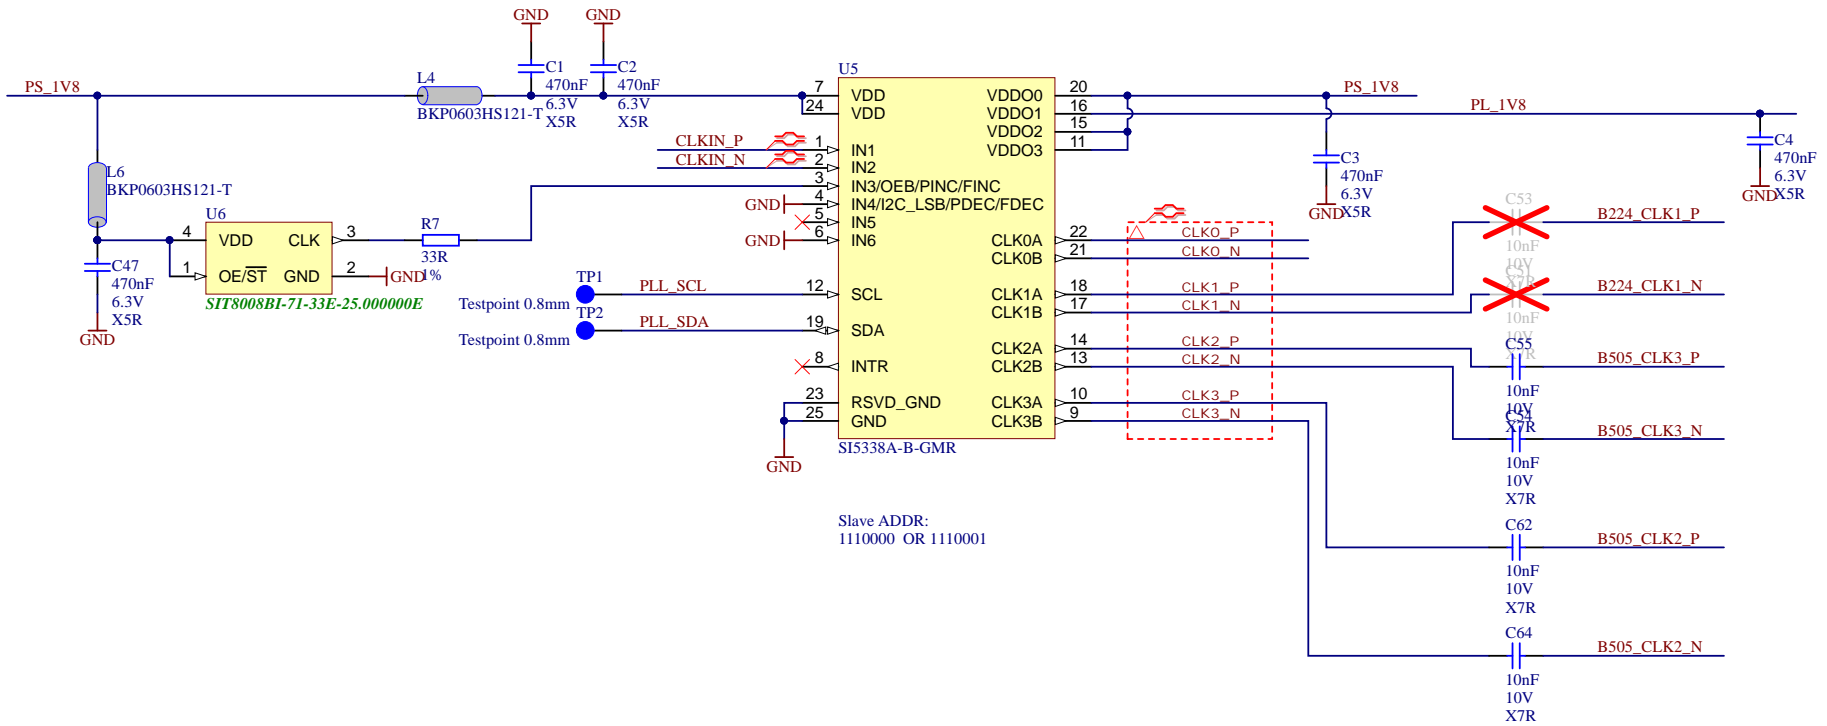 GND
GND
PS_1V8
L4
BKP0603HS121-T
C1
470nF
6.3V
X5R
C2
470nF
6.3V
X5R
U5
7
VDD
24
VDD
CLKIN_P
1
IN1
CLKIN_N
2
IN2
3
IN3/OEB/PINC/FINC
GND
4
IN4/I2C_LSB/PDEC/FDEC
5
IN5
GND
6
IN6
TP1
PLL_SCL
12
SCL
Testpoint 0.8mm
TP2
PLL_SDA
19
SDA
Testpoint 0.8mm
8
INTR
23
RSVD_GND
25
GND
GND
VDDO0
20
VDDO1
16
VDDO2
15
VDDO3
11
CLK0A
22
CLK0_P
CLK0B
21
CLK0_N
CLK1A
18
CLK1_P
CLK1B
17
CLK1_N
CLK2A
14
CLK2_P
CLK2B
13
CLK2_N
CLK3A
10
CLK3_P
CLK3B
9
CLK3_N
SI5338A-B-GMR
Slave ADDR:
1110000 OR 1110001
L6
BKP0603HS121-T
U6
4
VDD
CLK
3
1
OE/ST
GND
2
GND
SIT8008BI-71-33E-25.000000E
R7
33R
1%
C47
470nF
6.3V
X5R
GND
PS_1V8
PL_1V8
C3
470nF
6.3V
X5R
GND
C4
470nF
6.3V
X5R
GND
C53
10nF
10V
X7R
B224_CLK1_P
C51
10nF
10V
X7R
B224_CLK1_N
C55
10nF
10V
X7R
B505_CLK3_P
C54
10nF
10V
X7R
B505_CLK3_N
C62
10nF
10V
X7R
B505_CLK2_P
C64
10nF
10V
X7R
B505_CLK2_N